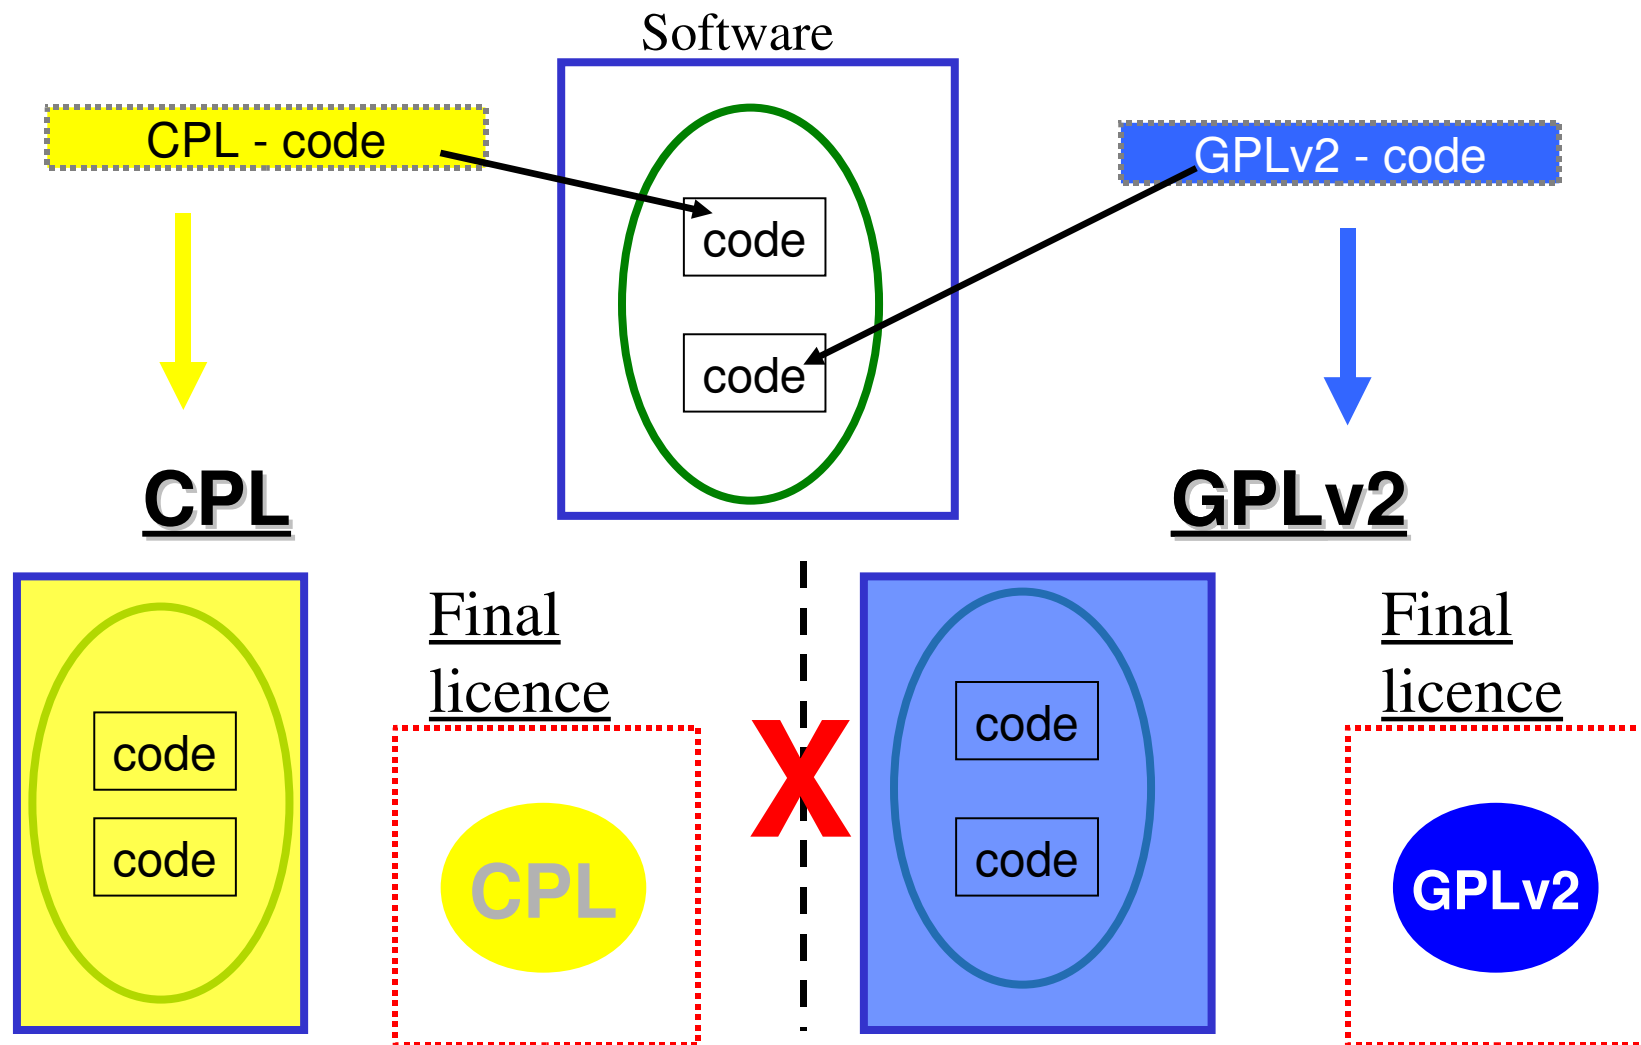 Software
CPL - code
GPLv2 - code
code
code
CPL
GPLv2
Final
licence
code
code
CPL
X
code
code
Final
licence
GPLv2